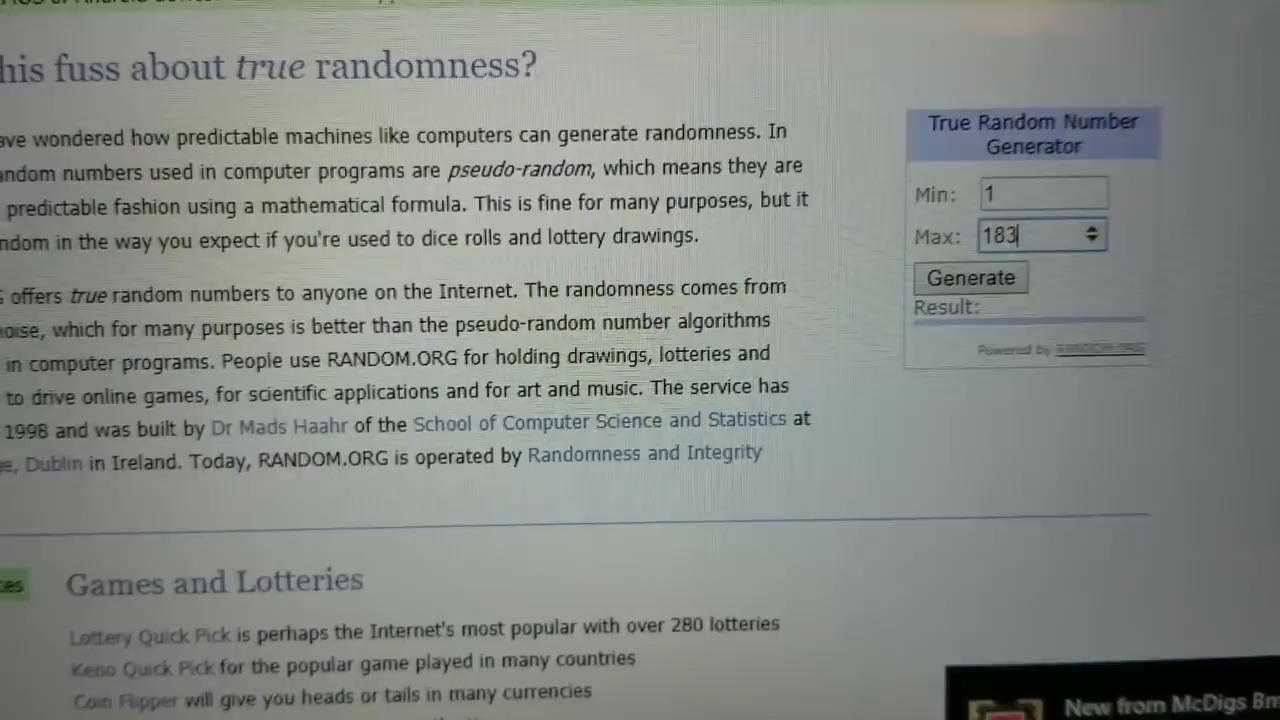 his fuss about true randomness?
ave wondered how predictable machines like computers can generate randomness. In
ndom numbers used in computer programs are pseudo-random, which means they are
predictable fashion using a mathematical formula. This is fine for many purposes, but it
ndom in the way you expect if you're used to dice rolls and lottery drawings.
offers true random numbers to anyone on the Internet. The randomness comes from
oise, which for many purposes is better than the pseudo-random number algorithms
in computer programs. People use RANDOM.ORG for holding drawings, lotteries and
to drive online games, for scientific applications and for art and music. The service has
1998 and was built by Dr Mads Haahr of the School of Computer Science and Statistics at
e, Dublin in Ireland. Today, RANDOM.ORG is operated by Randomness and Integrity
True Random Number
Generator
Min: 1
Max: 183
Generate
Result:
Powered by RANDOM.ORG
Games and Lotteries
Lottery Quick Pick is perhaps the Internet's most popular with over 280 lotteries
Keno Quick Pick for the popular game played in many countries
Coin Flipper will give you heads or tails in many currencies
New from McDigs Bm